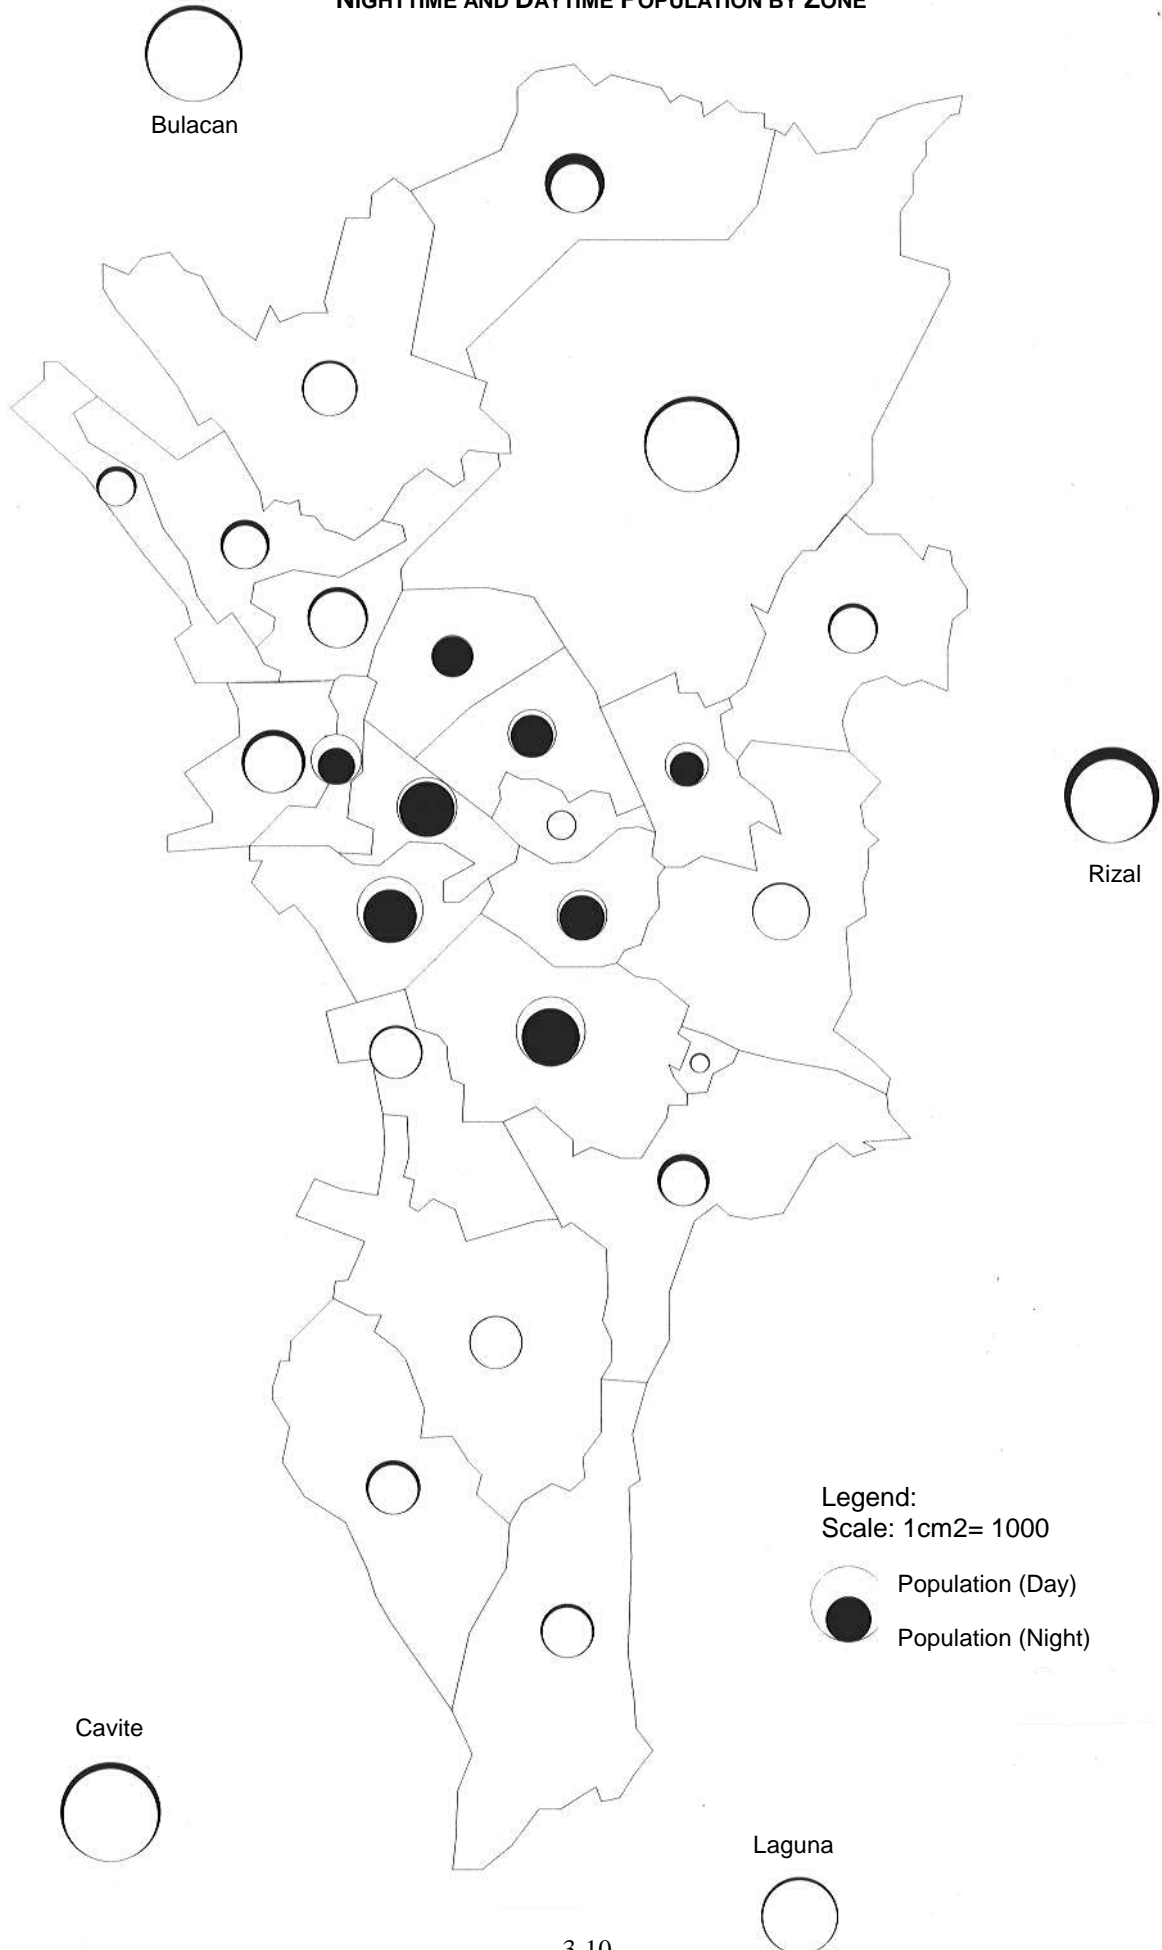 NIGHTTIME AND DAYTIME POPULATION BY ZONE
Bulacan
Rizal
Legend:
Scale: 1cm2= 1000
Population (Day)
Population (Night)
Cavite
Laguna
3-10